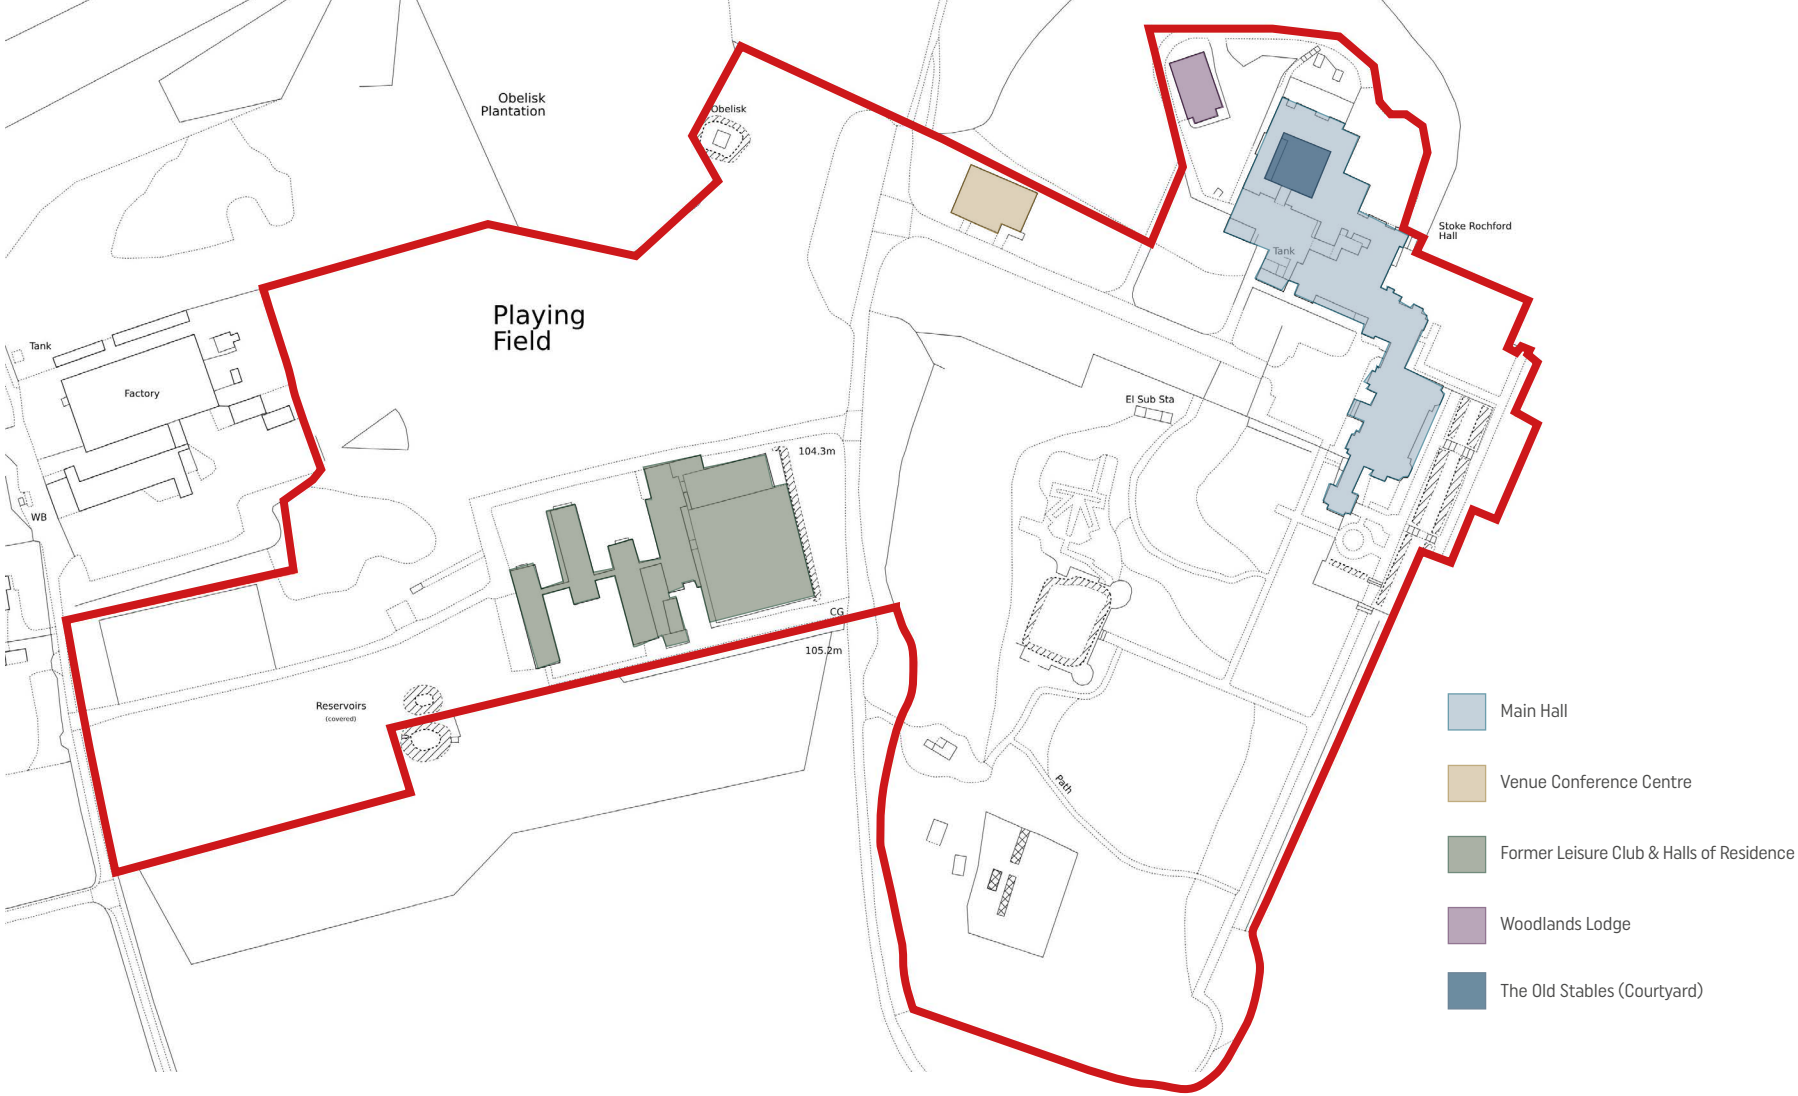 Obelisk
Plantation
Obelisk
Stoke Rochford
Hall
Tank
Playing
Field
Tank
Factory
El Sub Sta
104.3m
WB
CG
105.2m
Reservoirs
(covered)
Path
Main Hall
Venue Conference Centre
Former Leisure Club & Halls of Residence
Woodlands Lodge
The Old Stables (Courtyard)